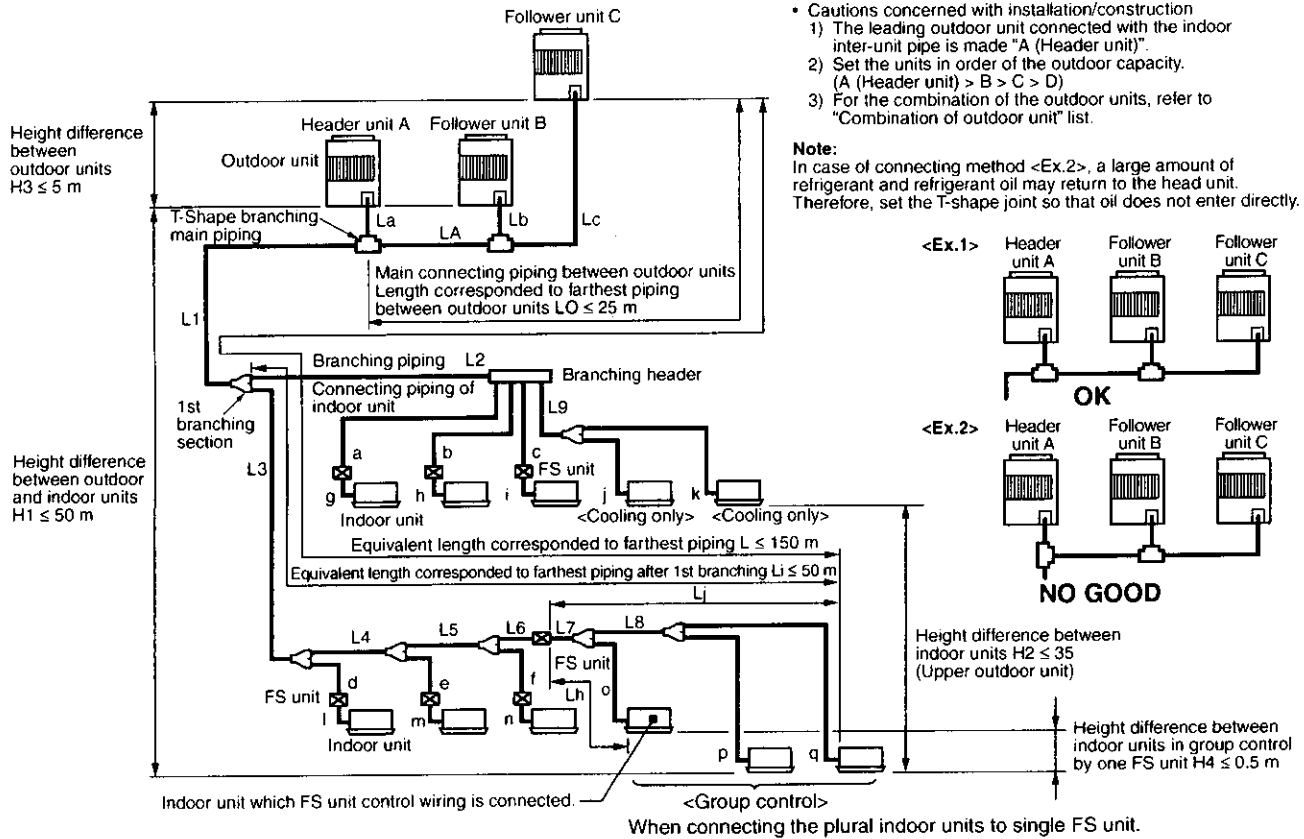 Follower unit C
Height difference
between
outdoor units
H3 ≤ 5 m
Header unit A
Follower unit B
Outdoor unit
T-Shape branching
main piping
La
LA
Lb
Lc
Main connecting piping between outdoor units
Length corresponded to farthest piping
between outdoor units LO ≤ 25 m
L1
Branching piping
L2
Branching header
Connecting piping of
indoor unit
1st
branching
section
L9
L3
a
b
c
FS unit
g
h
i
j
k
Indoor unit
<Cooling only>
<Cooling only>
Height difference
between outdoor
and indoor units
H1 ≤ 50 m
Equivalent length corresponded to farthest piping L ≤ 150 m
Equivalent length corresponded to farthest piping after 1st branching Li ≤ 50 m
Lj
L4
L5
L6
L7
L8
FS unit
FS unit
d
e
f
Lh
o
l
m
n
Indoor unit
p
q
Indoor unit which FS unit control wiring is connected.
<Group control>
When connecting the plural indoor units to single FS unit.
• Cautions concerned with installation/construction
1) The leading outdoor unit connected with the indoor
inter-unit pipe is made "A (Header unit)".
2) Set the units in order of the outdoor capacity.
(A (Header unit) > B > C > D)
3) For the combination of the outdoor units, refer to
"Combination of outdoor unit" list.
Note:
In case of connecting method <Ex.2>, a large amount of
refrigerant and refrigerant oil may return to the head unit.
Therefore, set the T-shape joint so that oil does not enter directly.
<Ex.1>
Header
unit A
Follower
unit B
Follower
unit C
OK
<Ex.2>
Header
unit A
Follower
unit B
Follower
unit C
NO GOOD
Height difference between
indoor units H2 ≤ 35
(Upper outdoor unit)
Height difference between
indoor units in group control
by one FS unit H4 ≤ 0.5 m